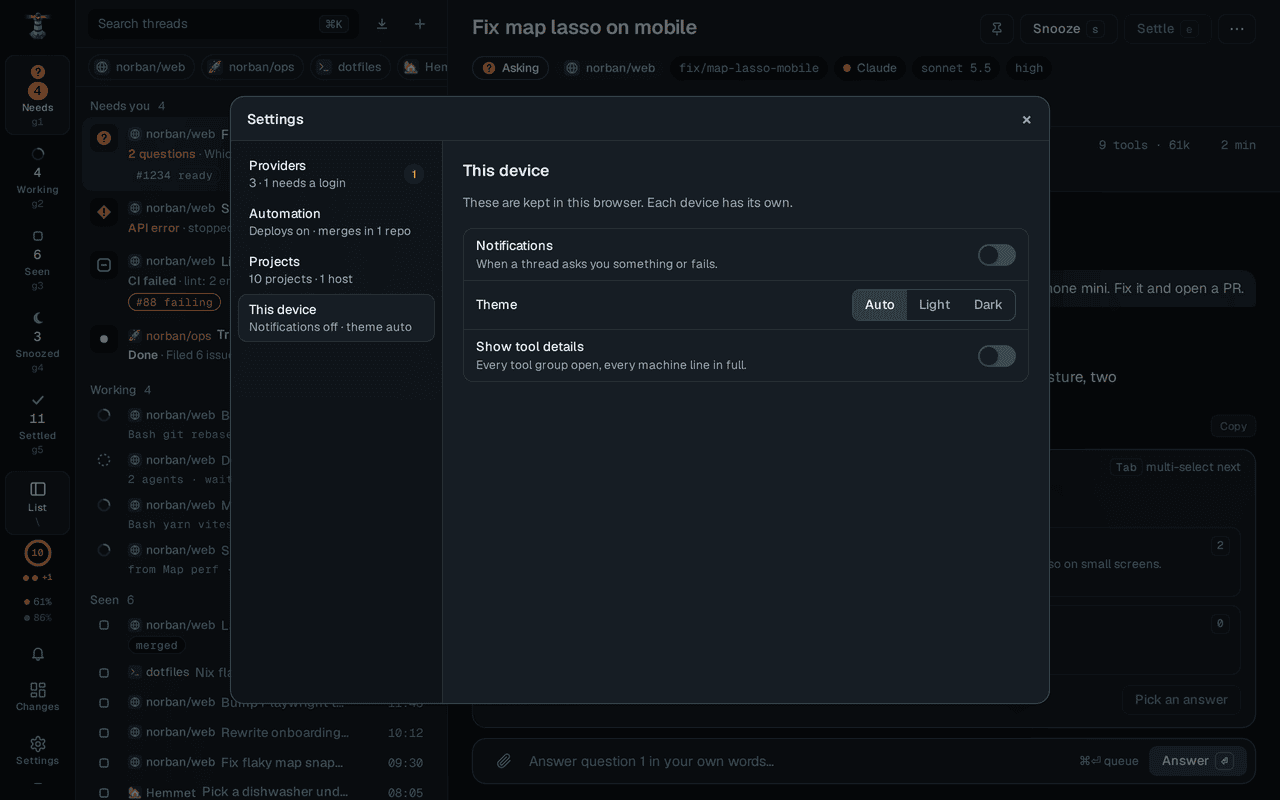 Search threads ⌘K
?
4
Needs
g1
4
Working
g2
6
Seen
g3
3
Snoozed
g4
11
Settled
g5
List
\
10
+1
61%
86%
Changes
Settings
norban/web norban/ops dotfiles Hem
Needs you 4
norban/web F
2 questions · Whic
#1234 ready
norban/web S
API error · stopped
norban/web Li
CI failed · lint: 2 er
#88 failing
norban/ops Tr
Done · Filed 6 issu
Working 4
norban/web B
Bash git rebase
norban/web D
2 agents · wait
norban/web M
Bash yarn vites
norban/web S
from Map perf ·
Seen 6
norban/web L
merged
dotfiles Nix fla
norban/web Bump Playwright t… 11:43
norban/web Rewrite onboarding… 10:12
norban/web Fix flaky map snap… 09:30
Hemmet Pick a dishwasher und… 08:05
Fix map lasso on mobile
Snooze s
Settle e
…
? Asking norban/web fix/map-lasso-mobile Claude sonnet 5.5 high
9 tools · 61k 2 min
one mini. Fix it and open a PR.
sture, two
Copy
Tab multi-select next
2
so on small screens.
0
Pick an answer
Answer question 1 in your own words…
⌘⏎ queue
Answer ⏎
Settings ×
Providers
3 · 1 needs a login
1
Automation
Deploys on · merges in 1 repo
Projects
10 projects · 1 host
This device
Notifications off · theme auto
This device
These are kept in this browser. Each device has its own.
Notifications
When a thread asks you something or fails.
Theme
Auto Light Dark
Show tool details
Every tool group open, every machine line in full.